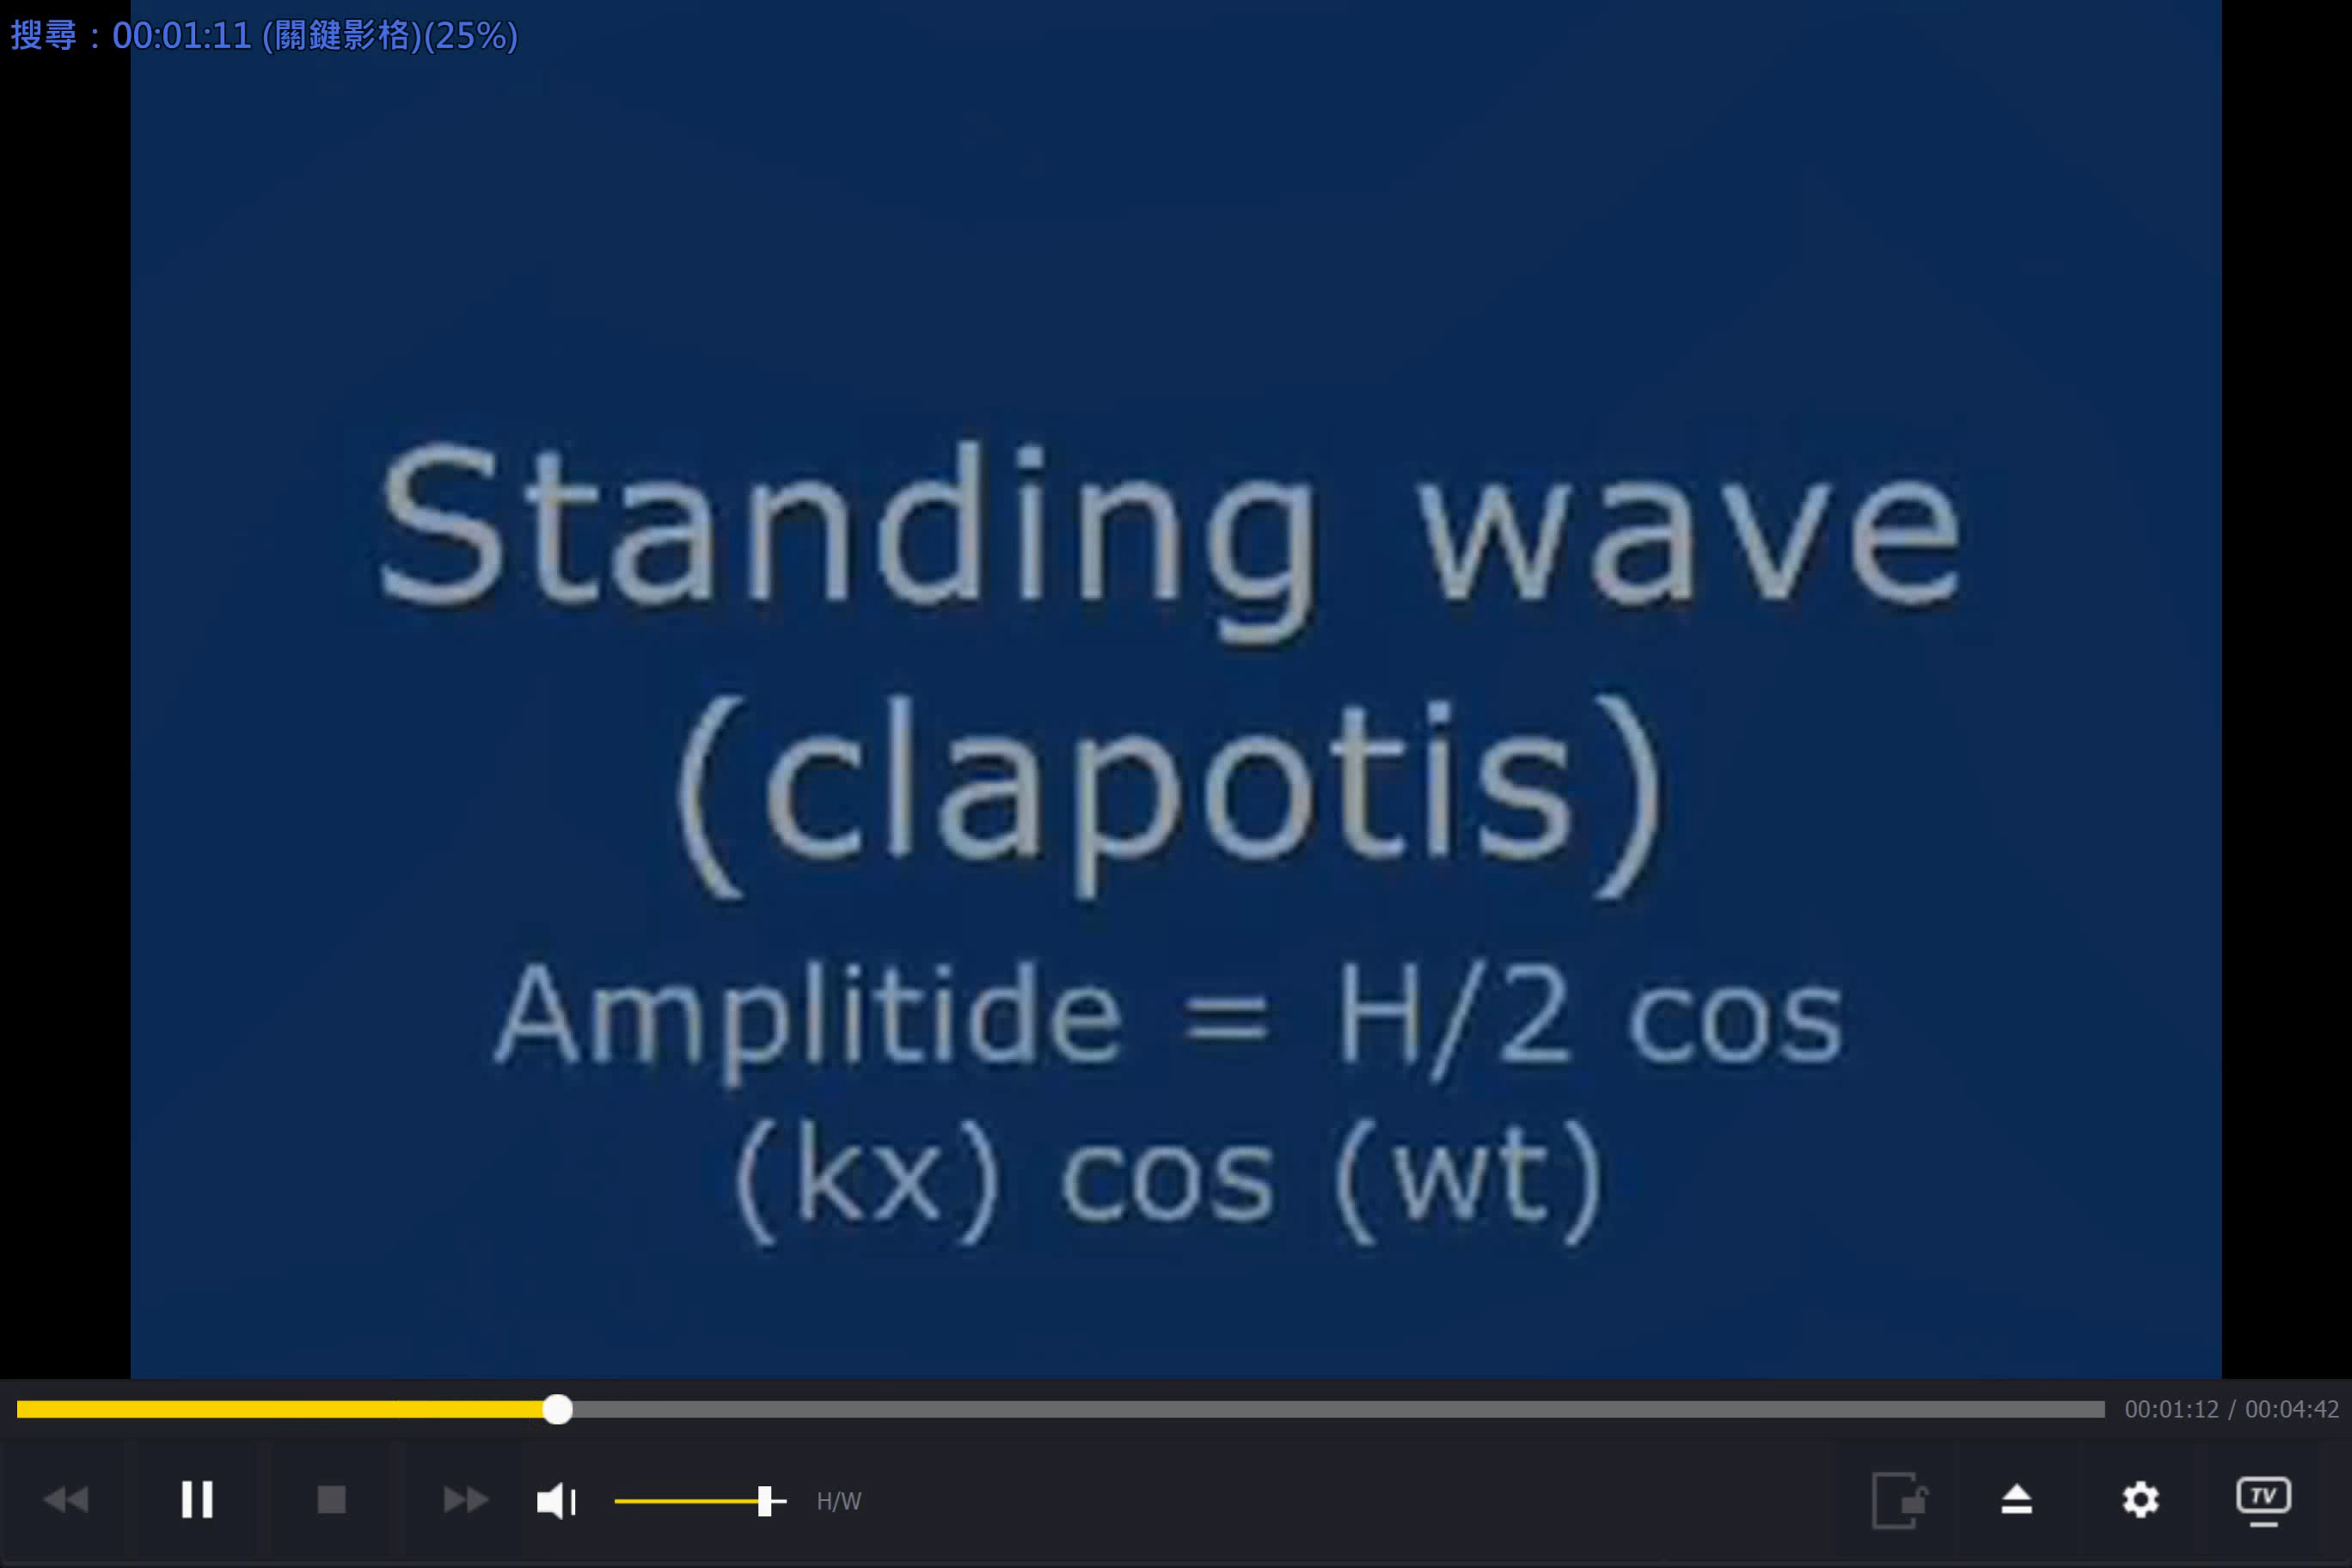 搜尋：00:01:11 (關鍵影格)(25%)
Standing wave
(clapotis)
Amplitide = H/2 cos
(kx) cos (wt)
00:01:12 / 00:04:42
H/W
TV